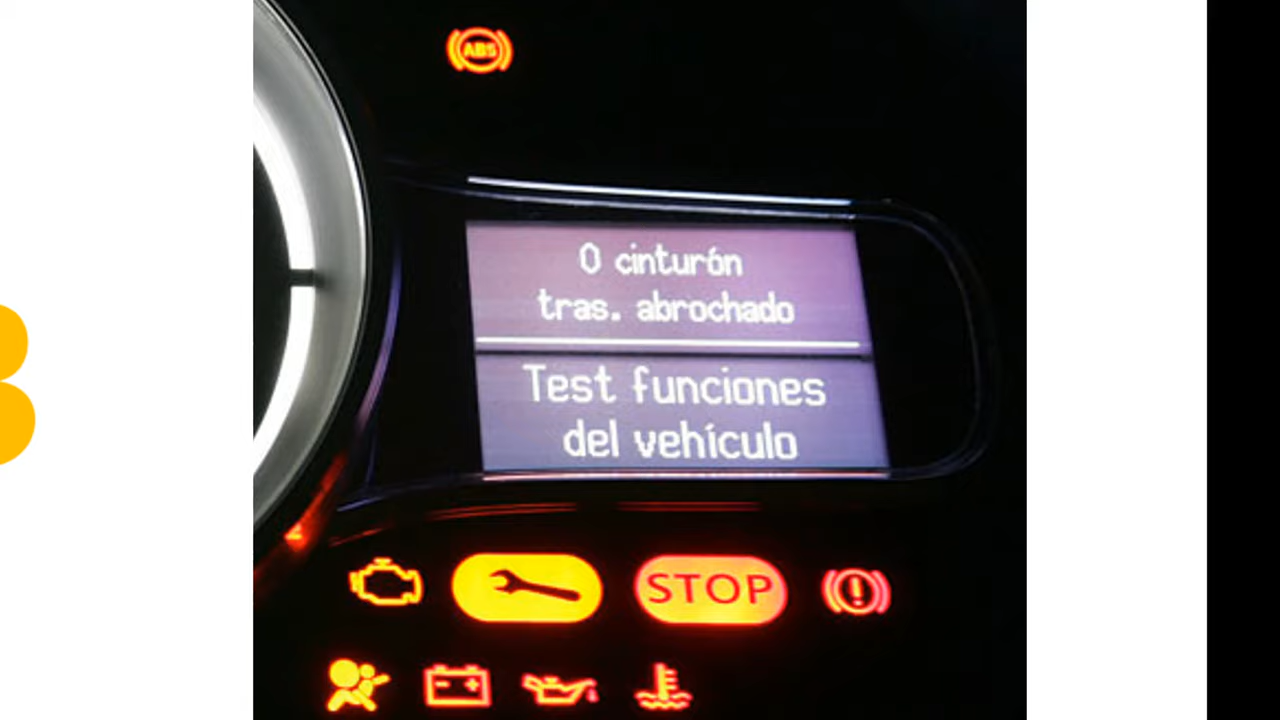 ABS
0 cinturón
tras. abrochado
Test funciones
del vehículo
STOP